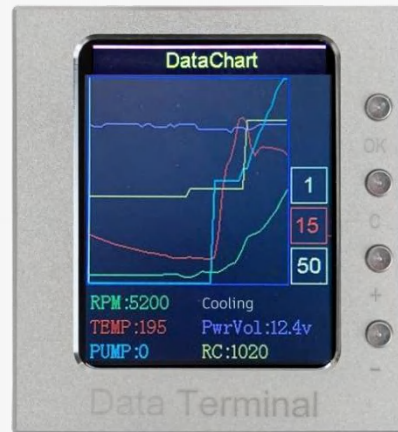 DataChart
OK
1
C
15
+
50
-
RPM:5200 Cooling
TEMP:195 PwrVol:12.4v
PUMP:0 RC:1020
Data Terminal